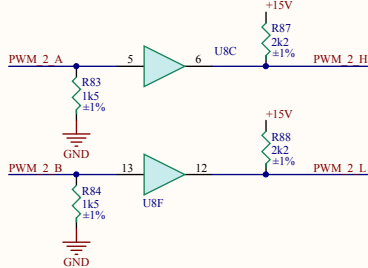 +15V
U8C
R87
2k2
±1%
PWM_2_A
5
6
PWM_2_H
R83
1k5
±1%
GND
+15V
R88
2k2
±1%
PWM_2_B
13
12
PWM_2_L
R84
1k5
±1%
U8F
GND